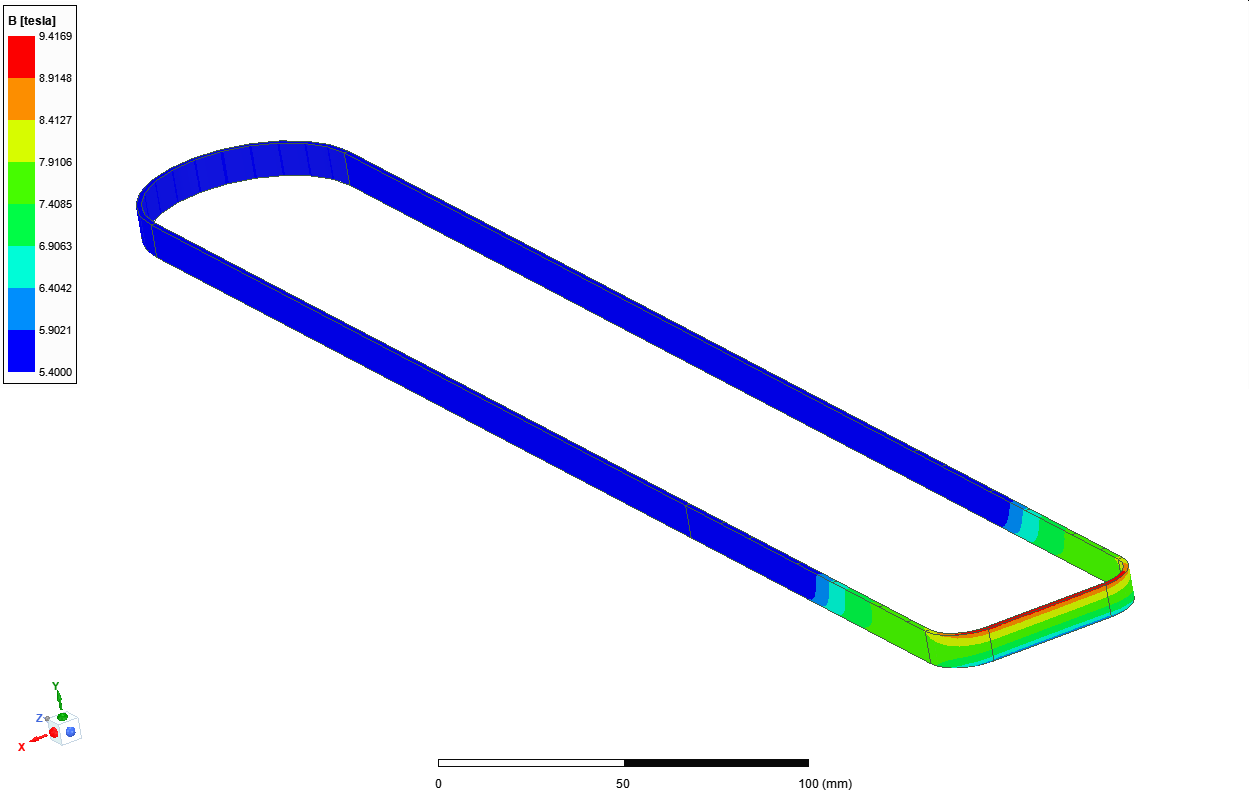 B [tesla]
9.4169
8.9148
8.4127
7.9106
7.4085
6.9063
6.4042
5.9021
5.4000
Y
Z
X
0 50 100 (mm)